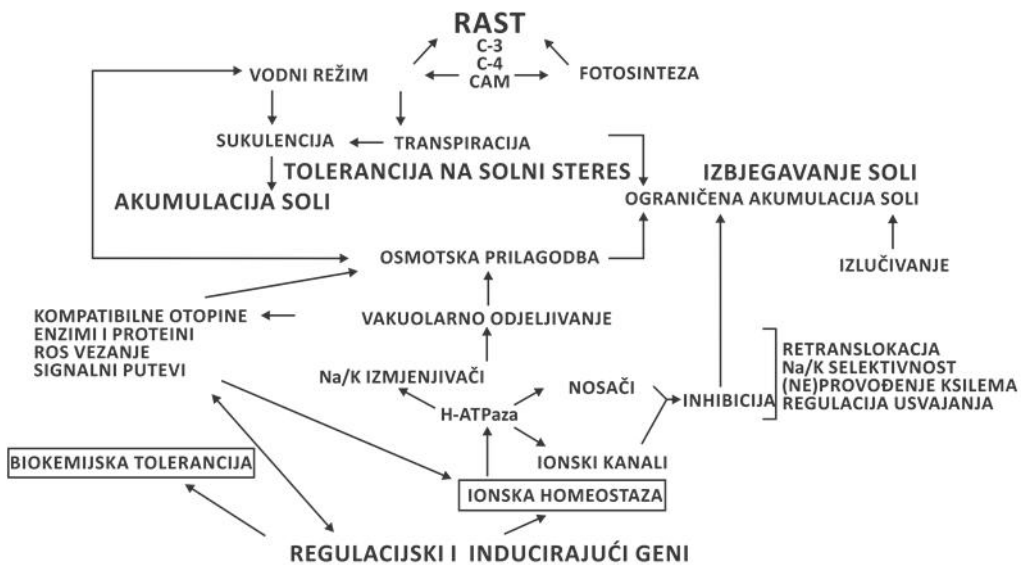 RAST
C-3
C-4
CAM
VODNI REŽIM
FOTOSINTEZA
SUKULENCIJA
TRANSPIRACIJA
TOLERANCIJA NA SOLNI STERES
IZBJEGAVANJE SOLI
AKUMULACIJA SOLI
OGRANIČENA AKUMULACIJA SOLI
OSMOTSKA PRILAGODBA
IZLUČIVANJE
KOMPATIBILNE OTOPINE
ENZIMI I PROTEINI
ROS VEZANJE
SIGNALNI PUTEVI
VAKUOLARNO ODJELJIVANJE
Na/K IZMJENJIVAČI
NOSAČI
INHIBICIJA
RETRANSLOKACIJA
Na/K SELEKTIVNOST
(NE)PROVOĐENJE KSILEMA
REGULACIJA USVAJANJA
H-ATPaza
IONSKI KANALI
BIOKEMIJSKA TOLERANCIJA
IONSKA HOMEOSTAZA
REGULACIJSKI I INDUCIRAJUĆI GENI